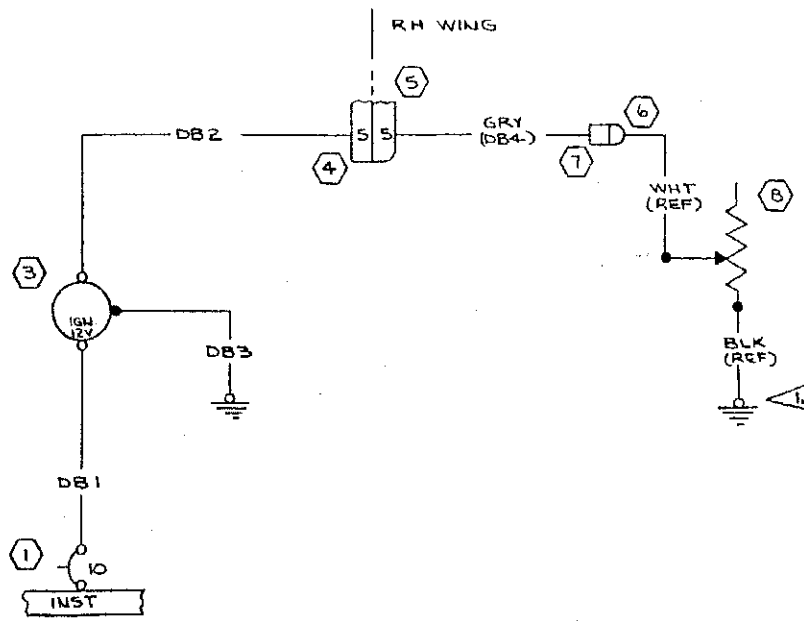 RH WING
5
DB2
5 5
GRY
(DB4)
6
4
7
WHT
(REF)
8
3
IGN
12V
DB3
BLK
(REF)
1.
DB1
1
10
INST